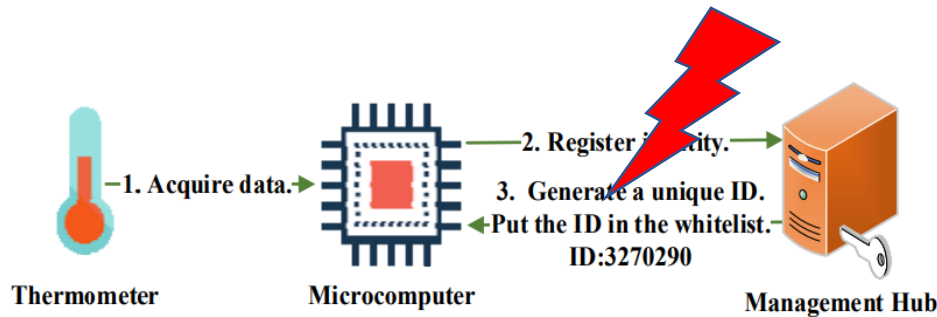 1. Acquire data.
2. Register
3. Generate a unique ID.
Put the ID in the whitelist.
ID:3270290
Thermometer
Microcomputer
Management Hub